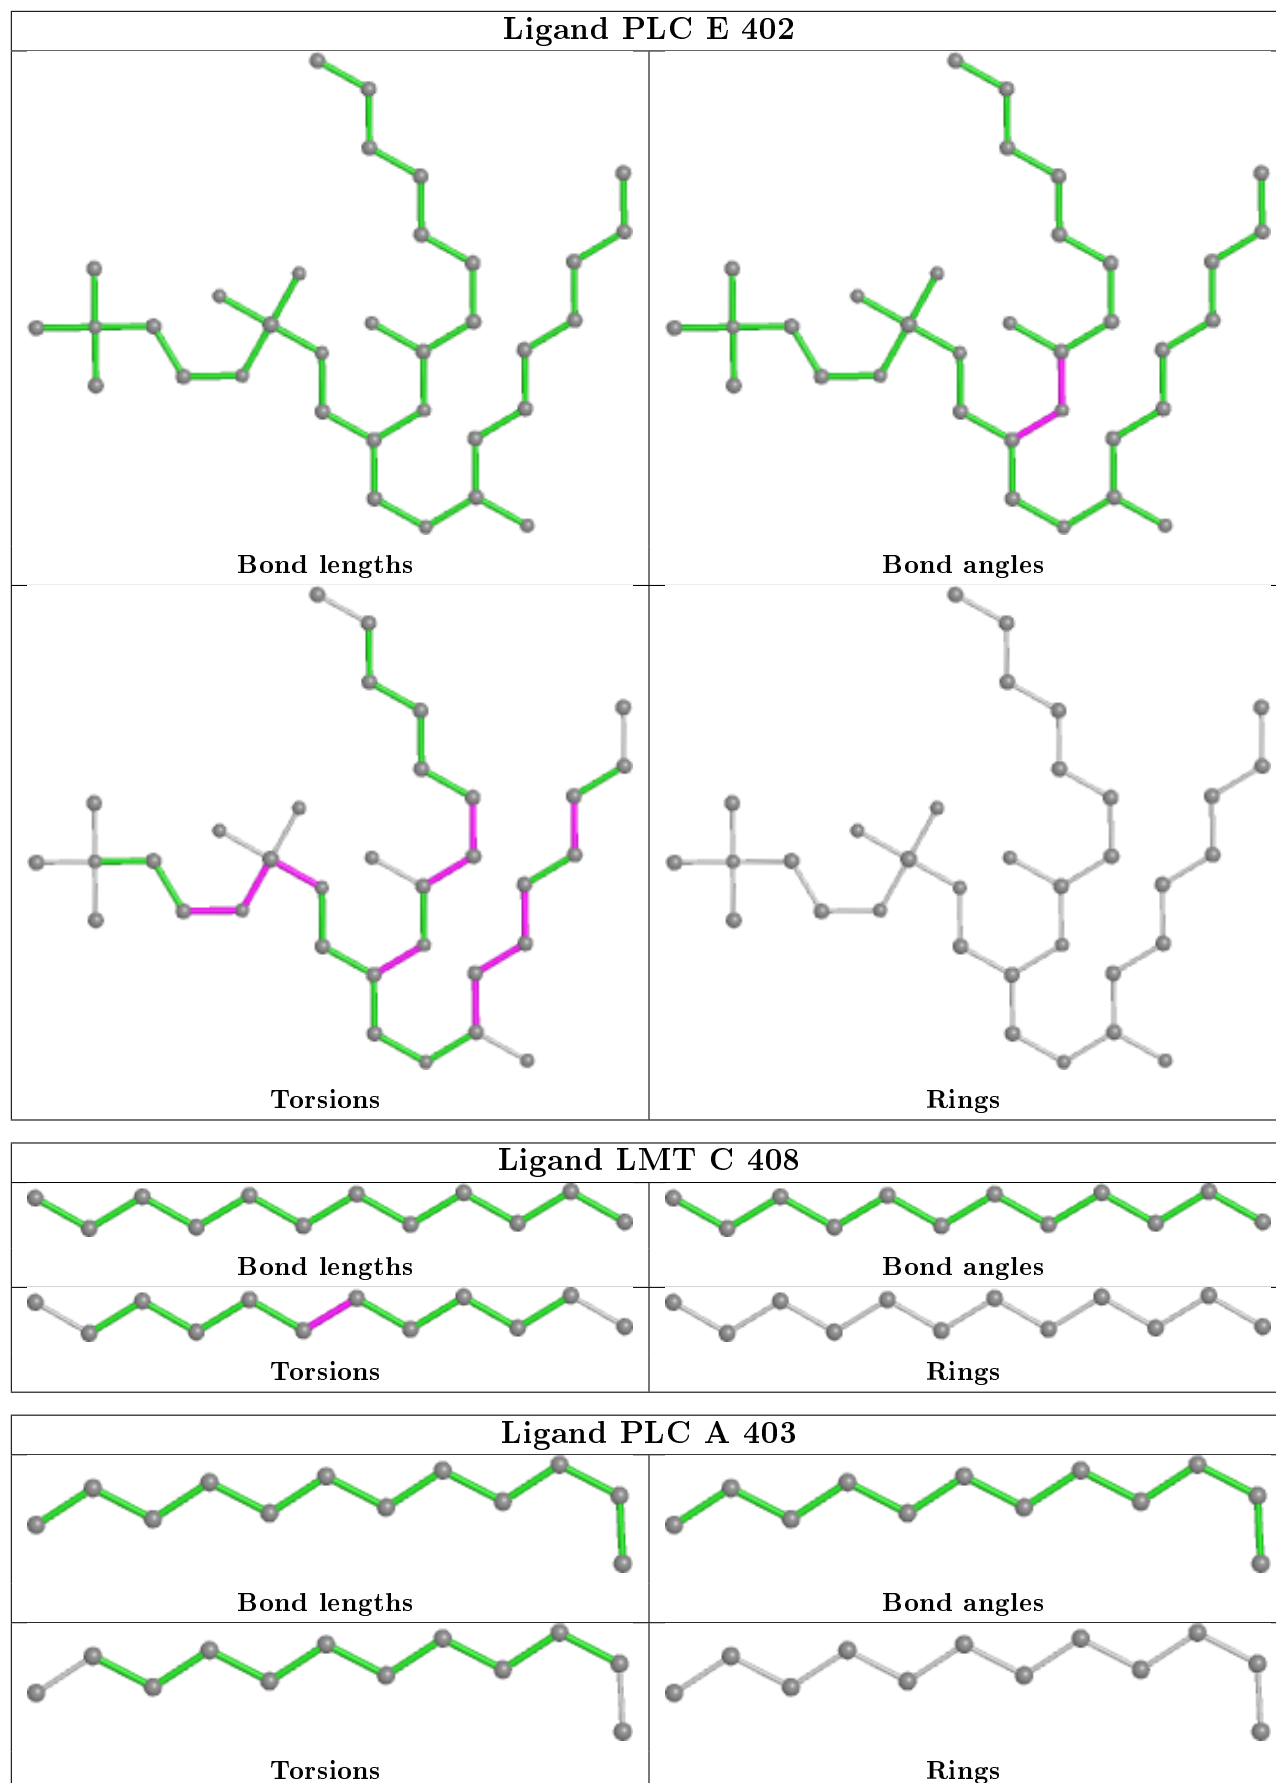 Ligand PLC E 402
Bond lengths
Bond angles
Torsions
Rings
Ligand LMT C 408
Bond lengths
Bond angles
Torsions
Rings
Ligand PLC A 403
Bond lengths
Bond angles
Torsions
Rings